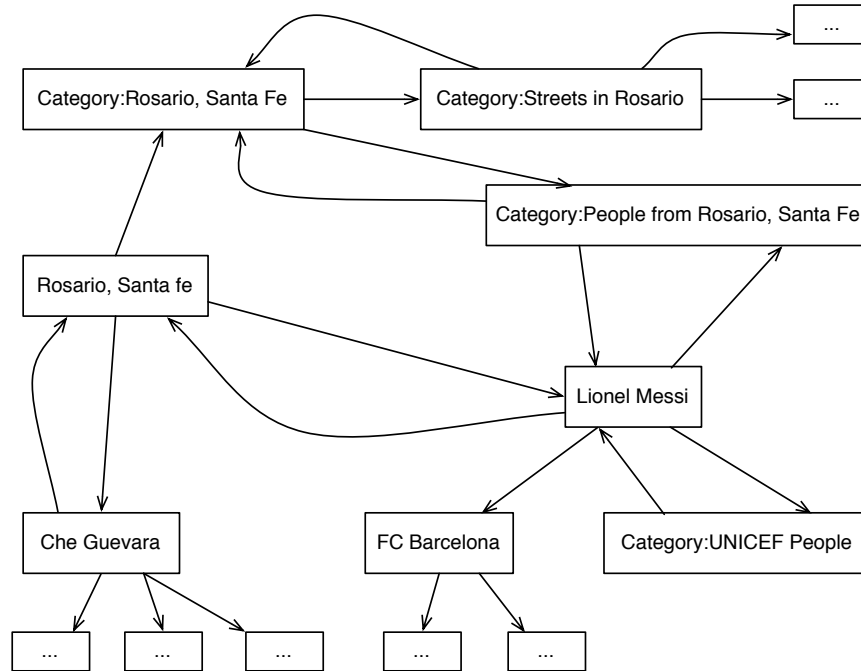 ...
Category:Rosario, Santa Fe
Category:Streets in Rosario
...
Category:People from Rosario, Santa Fe
Rosario, Santa fe
Lionel Messi
Che Guevara
FC Barcelona
Category:UNICEF People
...
...
...
...
...